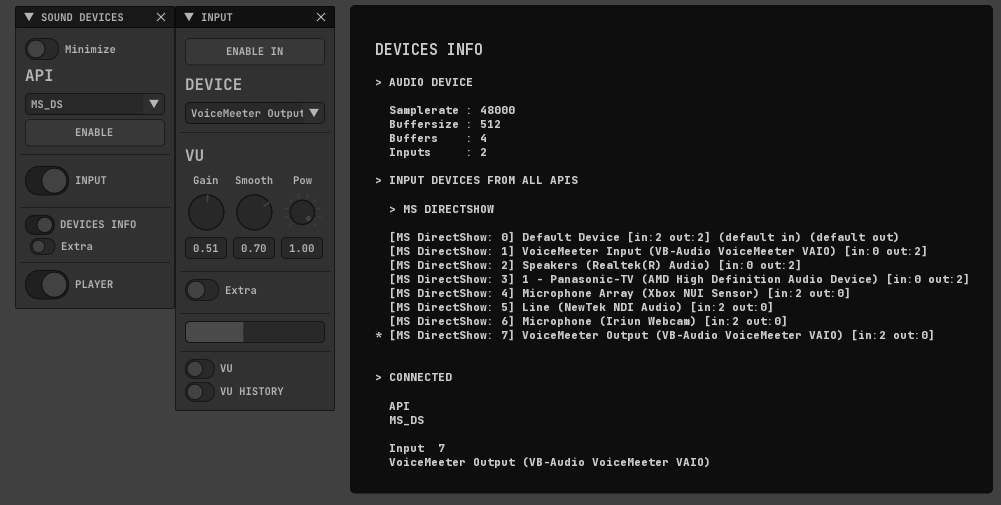 SOUND DEVICES
Minimize
API
MS_DS
ENABLE
INPUT
DEVICES INFO
Extra
PLAYER
INPUT
ENABLE IN
DEVICE
VoiceMeeter Output
VU
Gain Smooth Pow
0.51 0.70 1.00
Extra
VU
VU HISTORY
DEVICES INFO
> AUDIO DEVICE
Samplerate : 48000
Buffersize : 512
Buffers : 4
Inputs : 2
> INPUT DEVICES FROM ALL APIS
> MS DIRECTSHOW
[MS DirectShow: 0] Default Device [in:2 out:2] (default in) (default out)
[MS DirectShow: 1] VoiceMeeter Input (VB-Audio VoiceMeeter VAIO) [in:0 out:2]
[MS DirectShow: 2] Speakers (Realtek(R) Audio) [in:0 out:2]
[MS DirectShow: 3] 1 - Panasonic-TV (AMD High Definition Audio Device) [in:0 out:2]
[MS DirectShow: 4] Microphone Array (Xbox NUI Sensor) [in:2 out:0]
[MS DirectShow: 5] Line (NewTek NDI Audio) [in:2 out:0]
[MS DirectShow: 6] Microphone (Iriun Webcam) [in:2 out:0]
* [MS DirectShow: 7] VoiceMeeter Output (VB-Audio VoiceMeeter VAIO) [in:2 out:0]
> CONNECTED
API
MS_DS
Input 7
VoiceMeeter Output (VB-Audio VoiceMeeter VAIO)